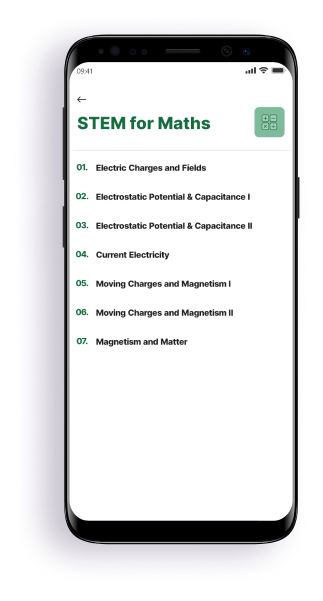 09:41
STEM for Maths
01. Electric Charges and Fields
02. Electrostatic Potential & Capacitance I
03. Electrostatic Potential & Capacitance II
04. Current Electricity
05. Moving Charges and Magnetism I
06. Moving Charges and Magnetism II
07. Magnetism and Matter